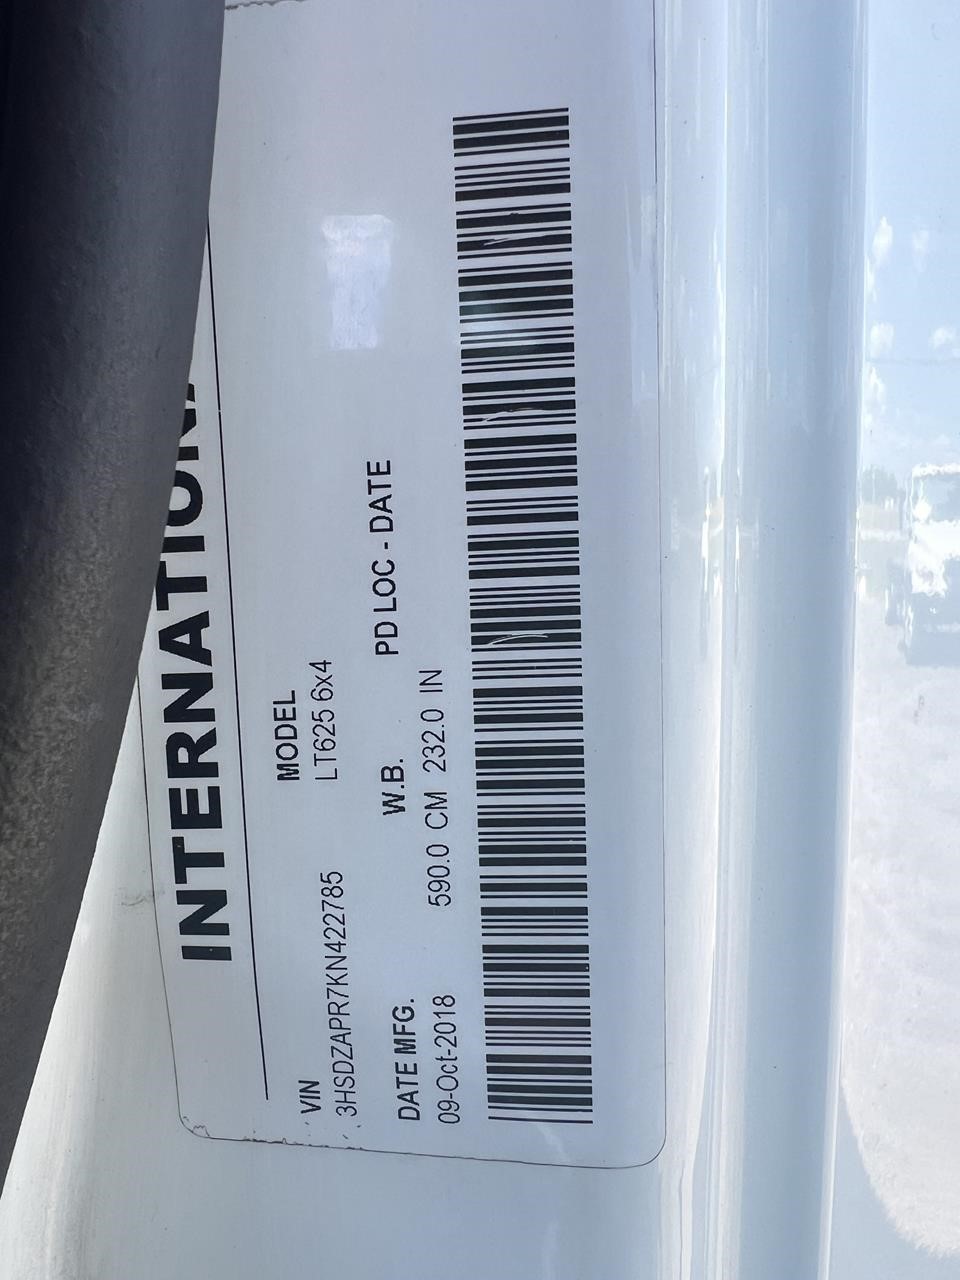 INTERNATIONA
VIN MODEL
3HSDZAPR7KN422785 LT625 6x4
DATE MFG. W.B. PD LOC - DATE
09-Oct-2018 590.0 CM 232.0 IN